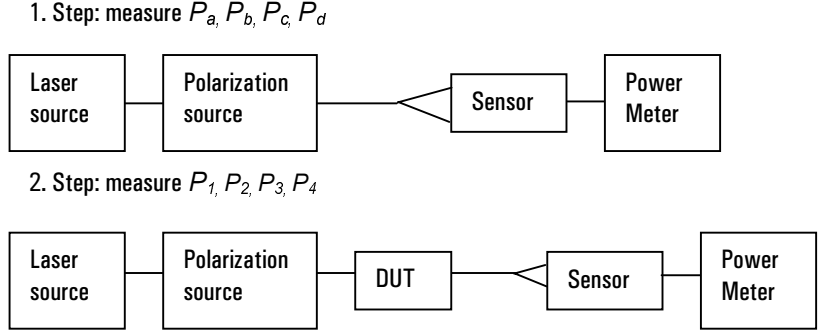 1. Step: measure Pa, Pb, Pc, Pd
Laser source
Polarization source
Sensor
Power Meter
2. Step: measure P1, P2, P3, P4
Laser source
Polarization source
DUT
Sensor
Power Meter